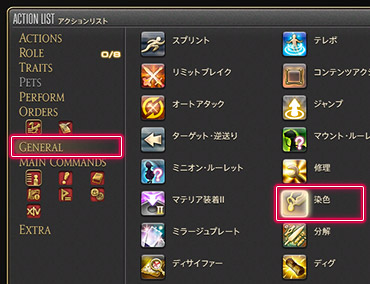 ACTION LIST アクションリスト
ACTIONS
ROLE 0/8
TRAITS
PETS
PERFORM
ORDERS
GENERAL
MAIN COMMANDS
XIV
EXTRA
スプリント
テレポ
リミットブレイク
コンテンツアク
オートアタック
ジャンプ
ターゲット・逆送り
マウント・ルーレ
ミニオン・ルーレット
修理
マテリア装着II
染色
ミラージュプレート
分解
ディサイファー
ディグ